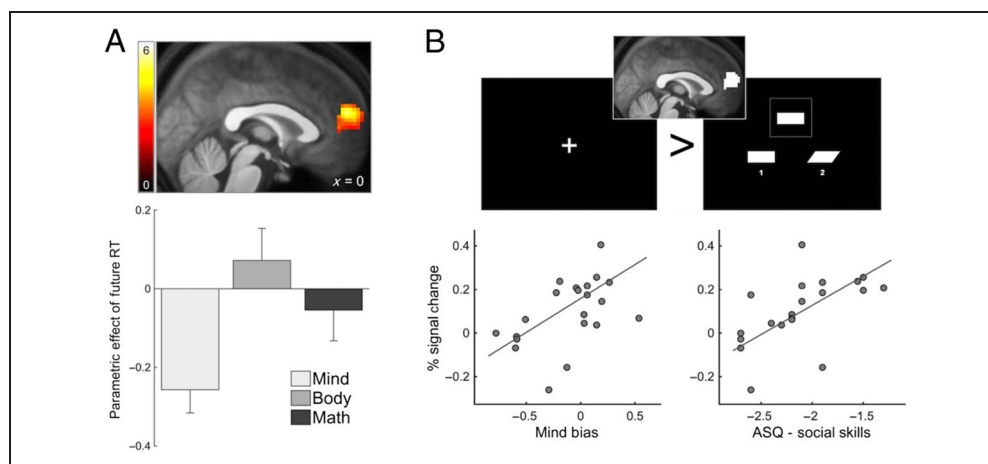 A
6
0
x = 0
0.2
0
−0.2
−0.4
Parametric effect of future RT
Mind
Body
Math
B
+
>
1
2
0.4
0.2
0
−0.2
% signal change
−0.5
0
0.5
Mind bias
0.4
0.2
0
−0.2
−2.5
−2
−1.5
ASQ - social skills